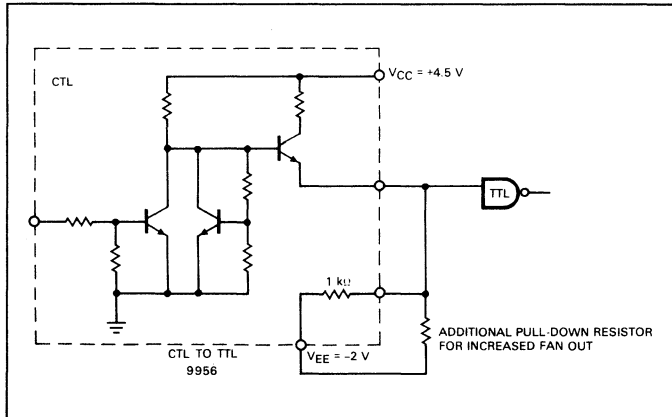 CTL
VCC = +4.5 V
TTL
1 kΩ
ADDITIONAL PULL-DOWN RESISTOR
FOR INCREASED FAN OUT
CTL TO TTL
9956
VEE = −2 V